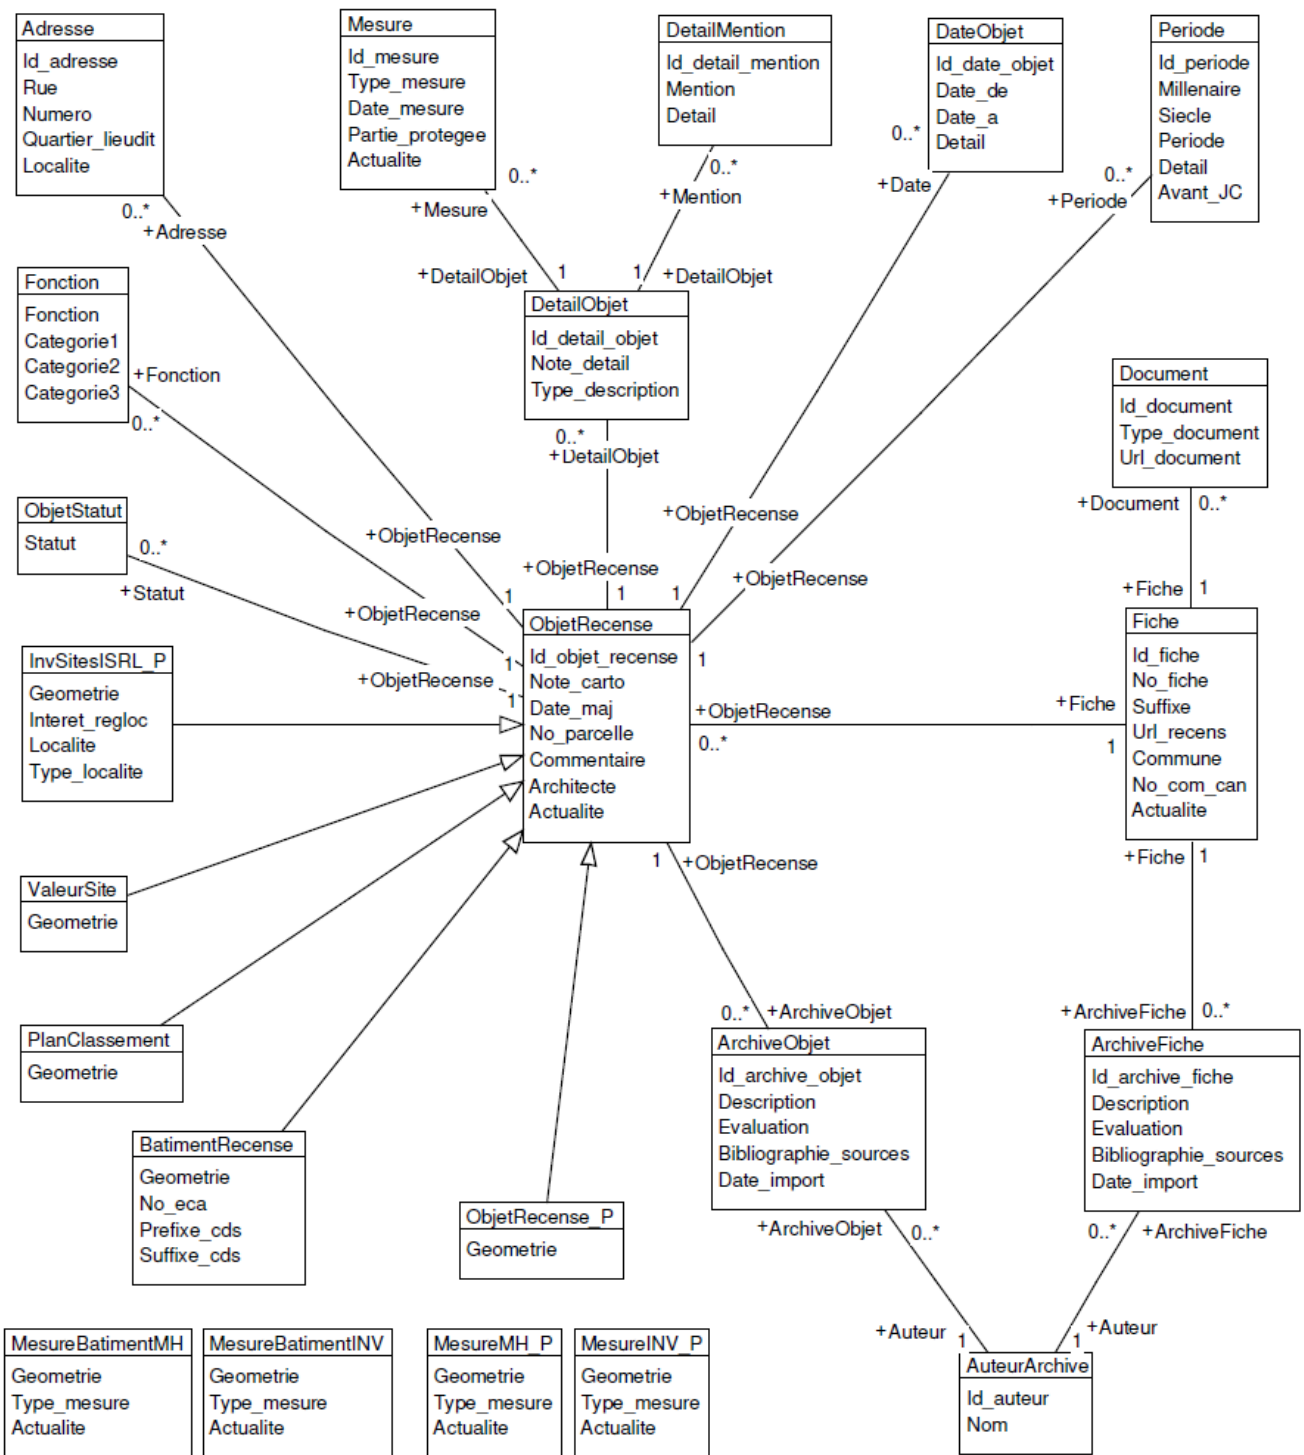 Adresse
Id_adresse
Rue
Numero
Quartier_lieudit
Localite
0..*
+Adresse
Mesure
Id_mesure
Type_mesure
Date_mesure
Partie_protegee
Actualite
0..*
+Mesure
DetailMention
Id_detail_mention
Mention
Detail
0..*
+Mention
DateObjet
Id_date_objet
Date_de
Date_a
Detail
0..*
+Date
Periode
Id_periode
Millenaire
Siecle
Periode
Detail
Avant_JC
0..*
+Periode
+DetailObjet
1
1
+DetailObjet
DetailObjet
Id_detail_objet
Note_detail
Type_description
0..*
+DetailObjet
Fonction
Fonction
Categorie1
Categorie2
Categorie3
+Fonction
0..*
Document
Id_document
Type_document
Url_document
+Document
0..*
ObjetStatut
Statut
0..*
+Statut
+ObjetRecense
1
+ObjetRecense
1
+ObjetRecense
1
+ObjetRecense
1
+ObjetRecense
1
+ObjetRecense
1
+Fiche
1
ObjetRecense
Id_objet_recense
Note_carto
Date_maj
No_parcelle
Commentaire
Architecte
Actualite
+ObjetRecense
0..*
+Fiche
1
Fiche
Id_fiche
No_fiche
Suffixe
Url_recens
Commune
No_com_can
Actualite
+Fiche
1
InvSitesISRL_P
Geometrie
Interet_regloc
Localite
Type_localite
1
+ObjetRecense
ValeurSite
Geometrie
PlanClassement
Geometrie
0..*
+ArchiveObjet
+ArchiveFiche
0..*
ArchiveObjet
Id_archive_objet
Description
Evaluation
Bibliographie_sources
Date_import
+ArchiveObjet
0..*
ArchiveFiche
Id_archive_fiche
Description
Evaluation
Bibliographie_sources
Date_import
0..*
+ArchiveFiche
BatimentRecense
Geometrie
No_eca
Prefixe_cds
Suffixe_cds
ObjetRecense_P
Geometrie
+Auteur
1
1
+Auteur
AuteurArchive
Id_auteur
Nom
MesureBatimentMH
Geometrie
Type_mesure
Actualite
MesureBatimentINV
Geometrie
Type_mesure
Actualite
MesureMH_P
Geometrie
Type_mesure
Actualite
MesureINV_P
Geometrie
Type_mesure
Actualite